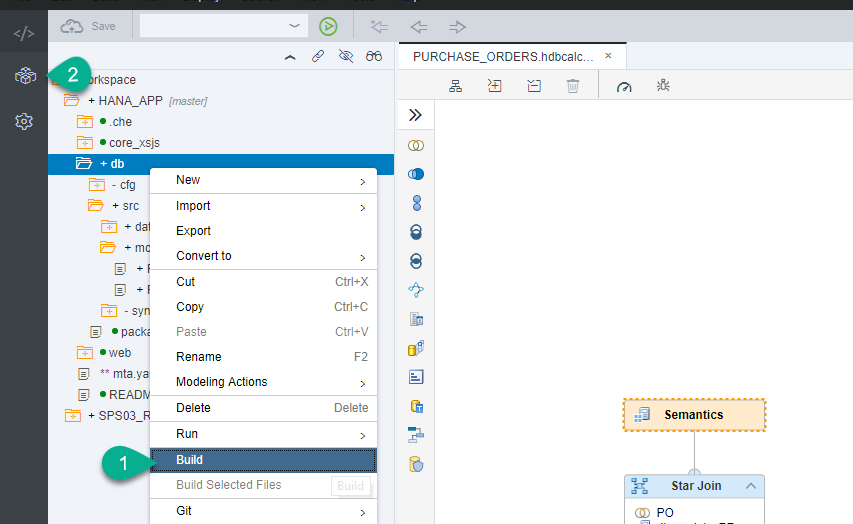 </>
Save
2
orkspace
+ HANA_APP [master]
.che
core_xsjs
+ db
- cfg
+ src
+ dat
+ mo
+ F
+ F
- syn
packa
web
** mta.ya
README
+ SPS03_R
New
Import
Export
Convert to
Cut Ctrl+X
Copy Ctrl+C
Paste Ctrl+V
Rename F2
Modeling Actions
Delete Delete
Run
1
Build
Build Selected Files Build
Git
PURCHASE_ORDERS.hdbcalc... ×
Semantics
Star Join
PO